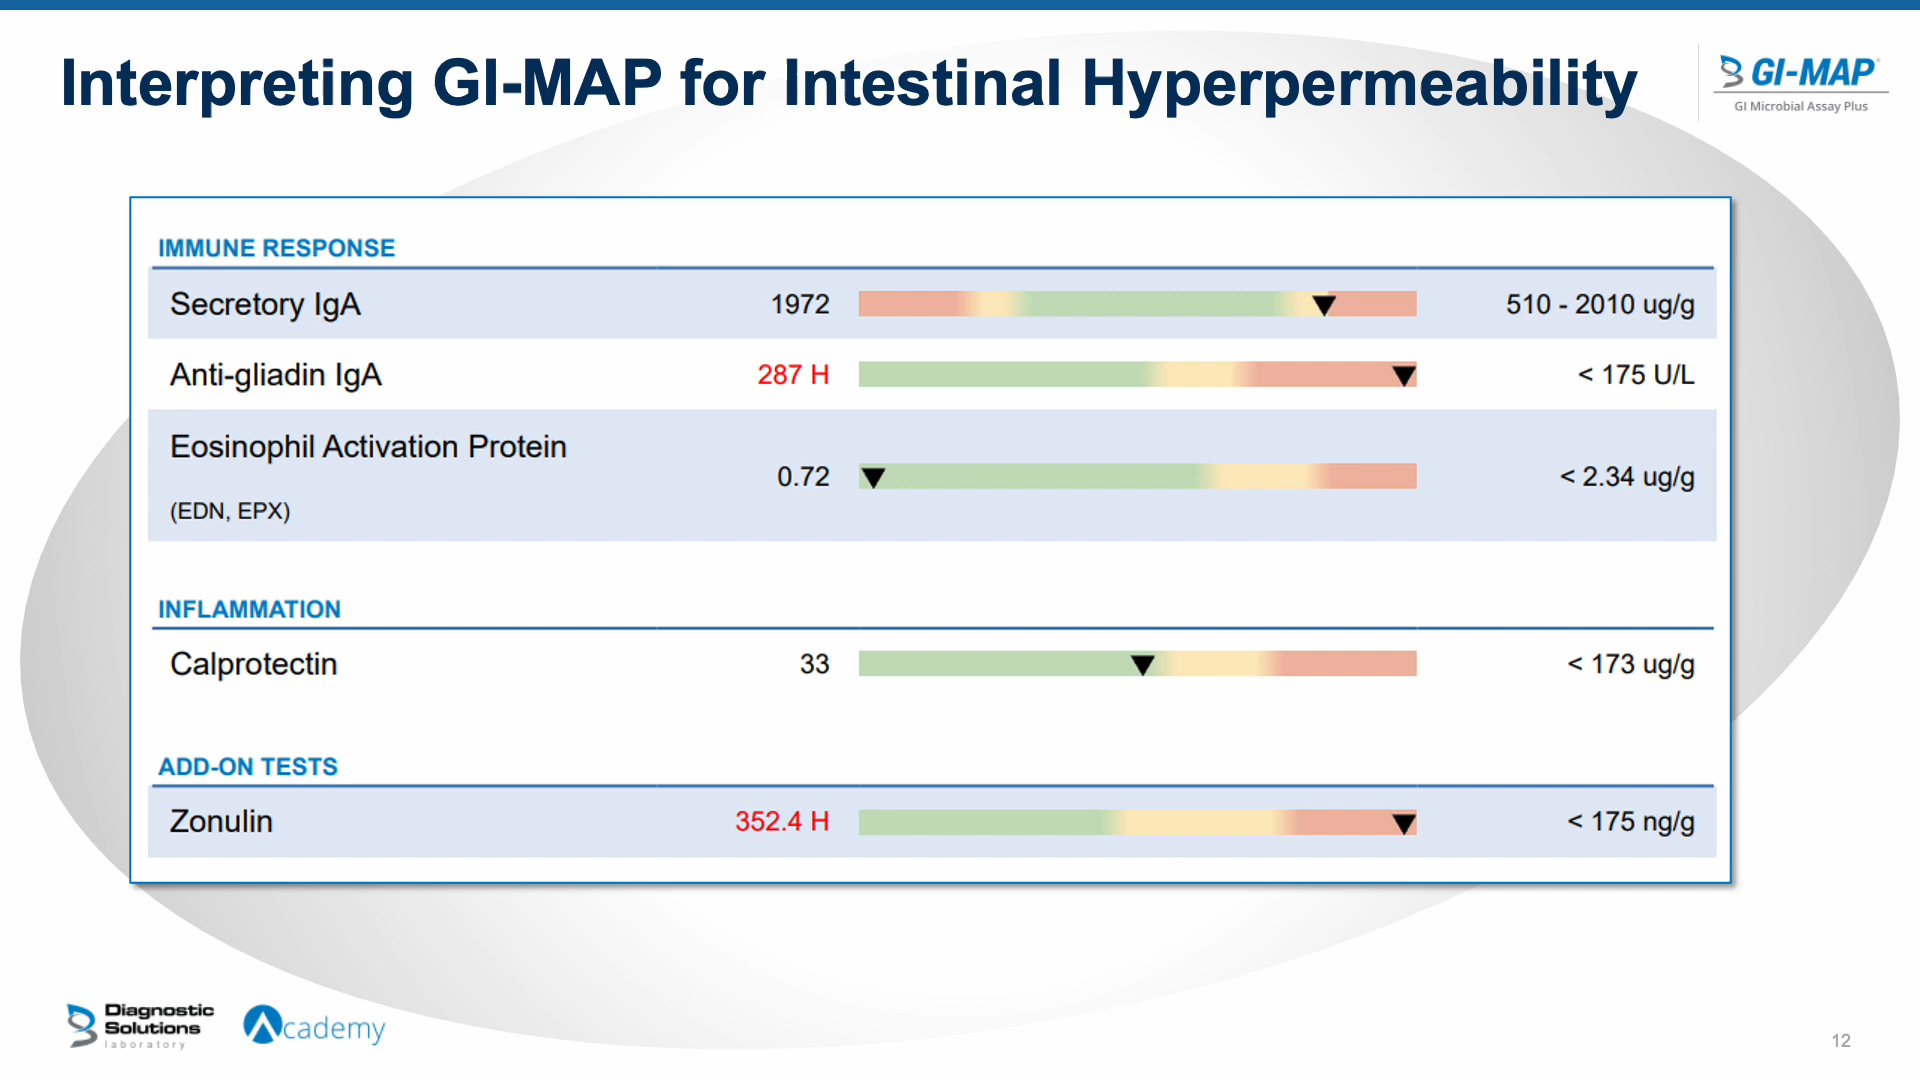 Interpreting GI-MAP for Intestinal Hyperpermeability
GI-MAP®
GI Microbial Assay Plus
IMMUNE RESPONSE
Secretory IgA 1972 510 - 2010 ug/g
Anti-gliadin IgA 287 H < 175 U/L
Eosinophil Activation Protein
0.72 < 2.34 ug/g
(EDN, EPX)
INFLAMMATION
Calprotectin 33 < 173 ug/g
ADD-ON TESTS
Zonulin 352.4 H < 175 ng/g
Diagnostic
Solutions
laboratory
Academy
12